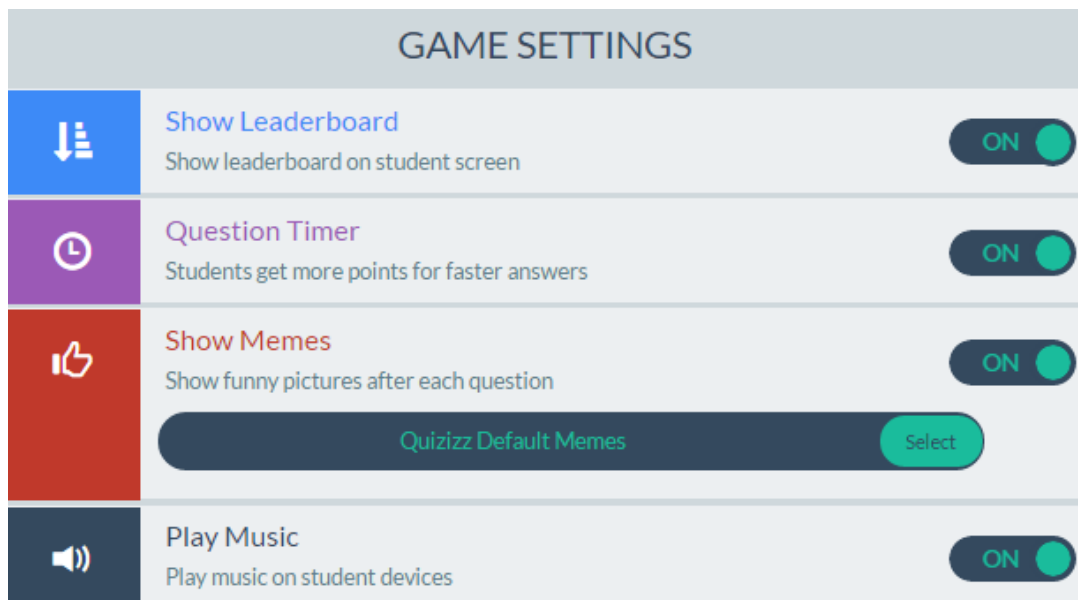 GAME SETTINGS
Show Leaderboard
Show leaderboard on student screen
ON
Question Timer
Students get more points for faster answers
ON
Show Memes
Show funny pictures after each question
ON
Quizizz Default Memes
Select
Play Music
Play music on student devices
ON